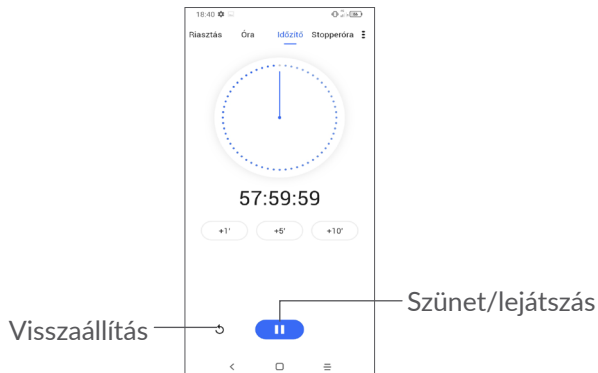 18:40
Riasztás Óra Időzítő Stopperóra
57:59:59
+1' +5' +10'
Szünet/lejátszás
Visszaállítás